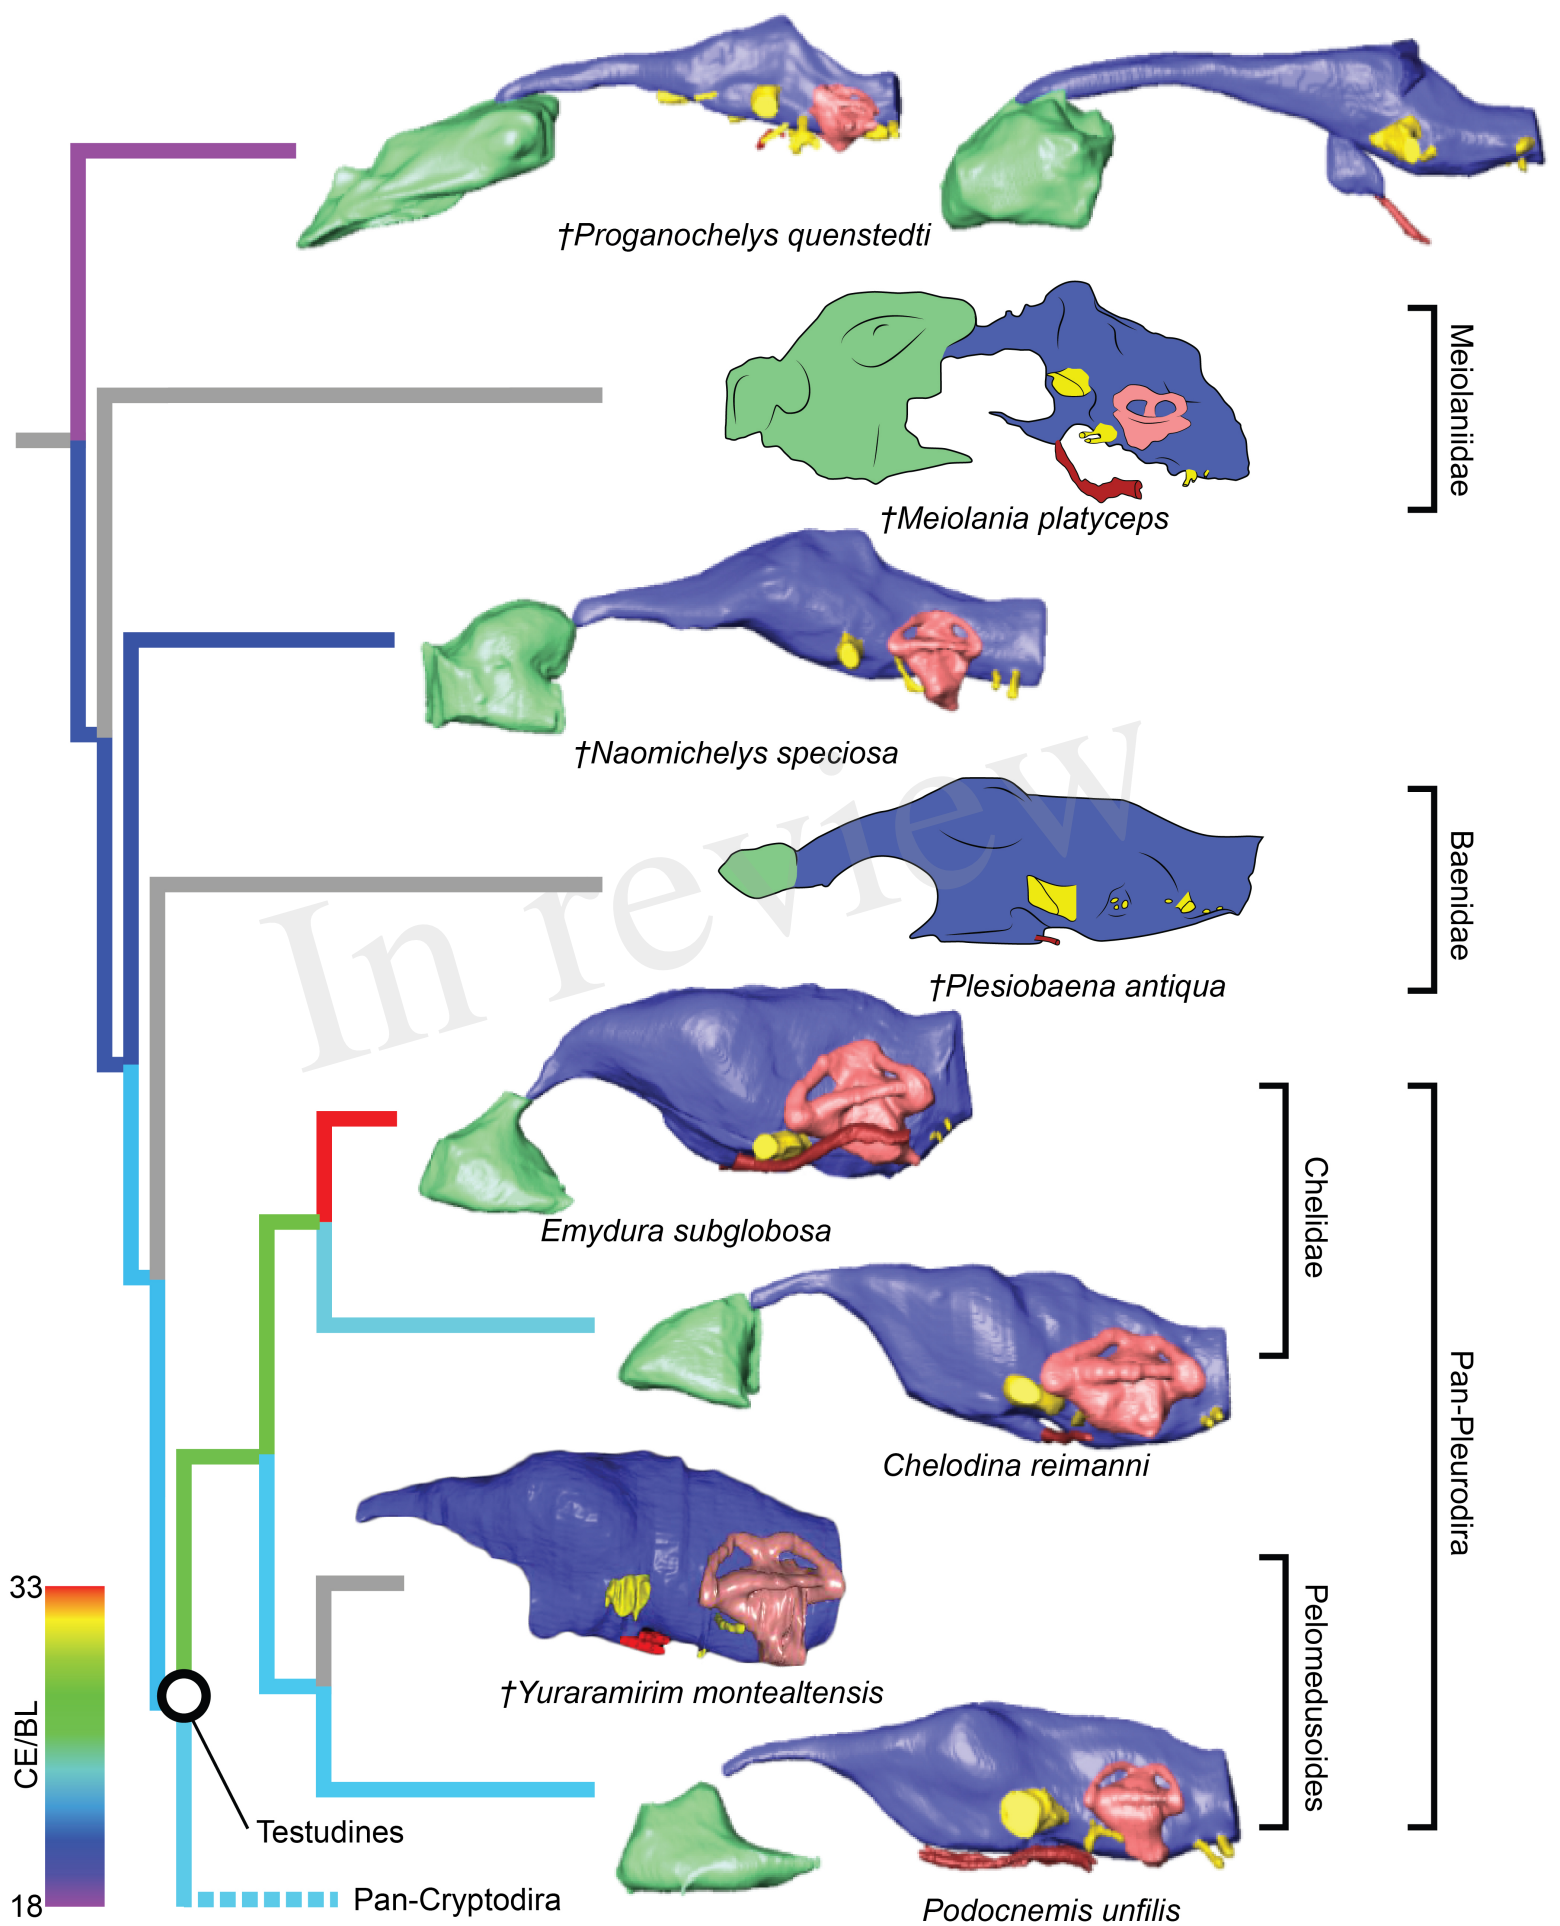 †Proganochelys quenstedti
Meiolaniidae
†Meiolania platyceps
†Naomichelys speciosa
In review
Baenidae
†Plesiobaena antiqua
Emydura subglobosa
Chelidae
Chelodina reimanni
Pan-Pleurodira
†Yuraramirim montealtensis
Pelomedusoides
33
CE/BL
18
Testudines
Pan-Cryptodira
Podocnemis unfilis